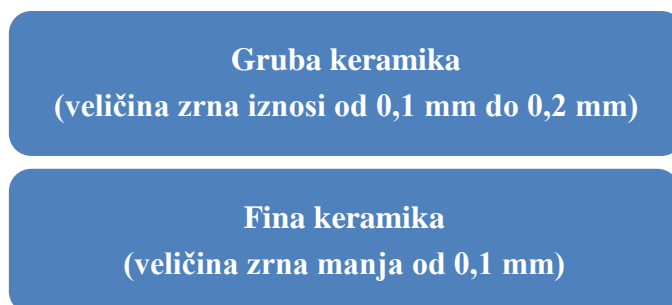 Gruba keramika
(veličina zrna iznosi od 0,1 mm do 0,2 mm)
Fina keramika
(veličina zrna manja od 0,1 mm)